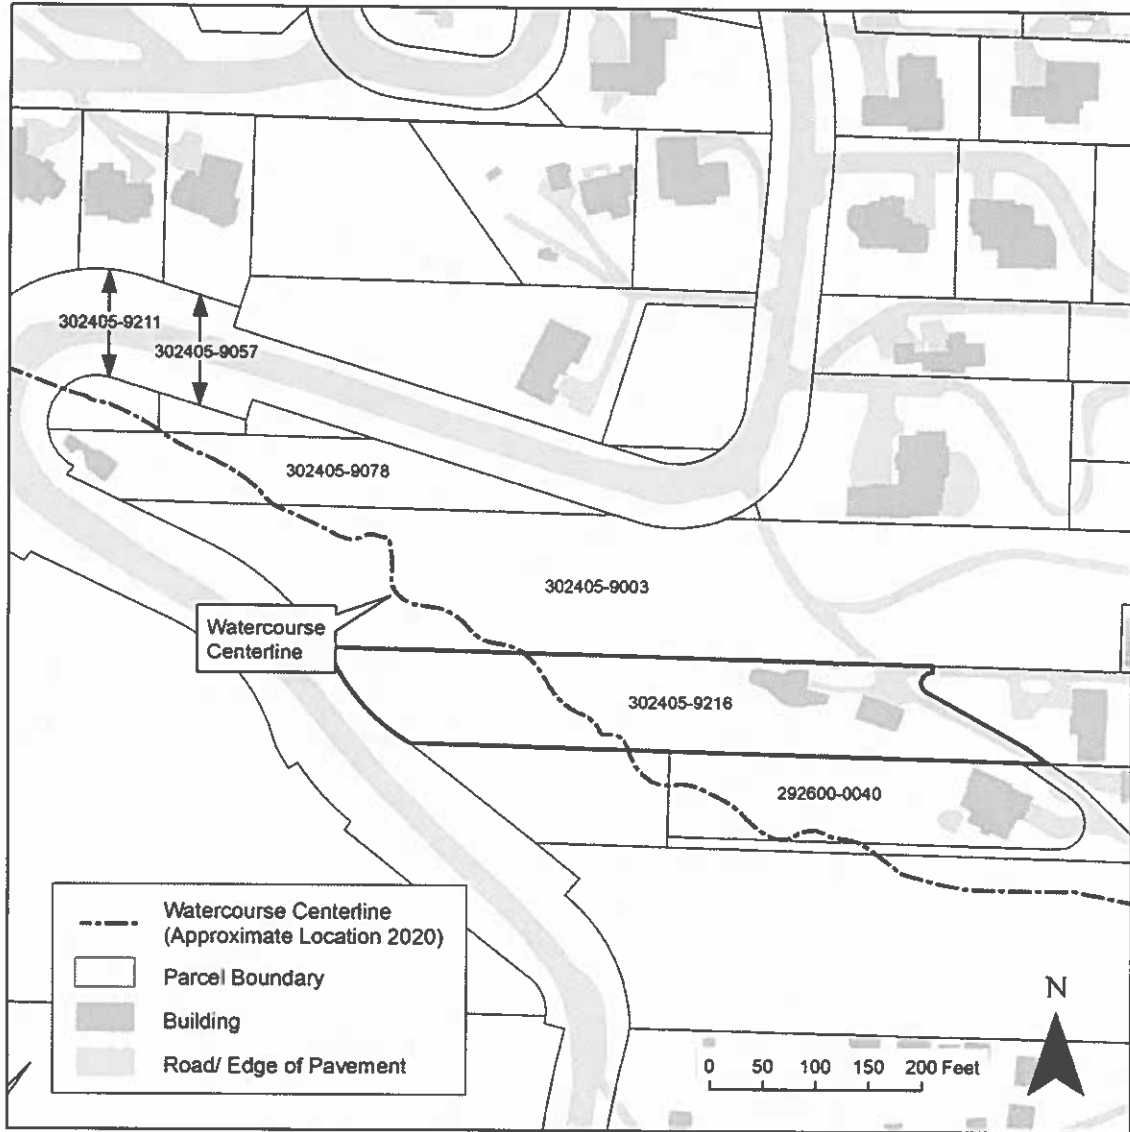 302405-9211
302405-9057
302405-9078
302405-9003
Watercourse
Centerline
302405-9216
292600-0040
Watercourse Centerline
(Approximate Location 2020)
Parcel Boundary
Building
Road/ Edge of Pavement
N
0 50 100 150 200 Feet